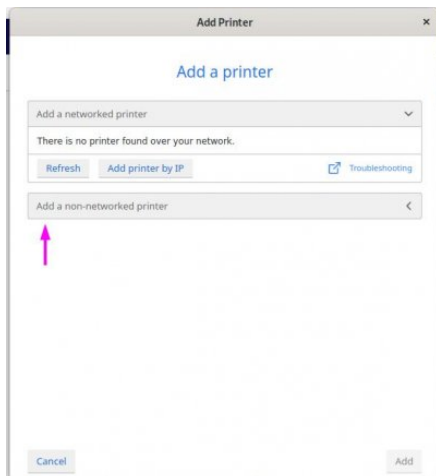 Add Printer
Add a printer
Add a networked printer
There is no printer found over your network.
Refresh Add printer by IP Troubleshooting
Add a non-networked printer
Cancel Add